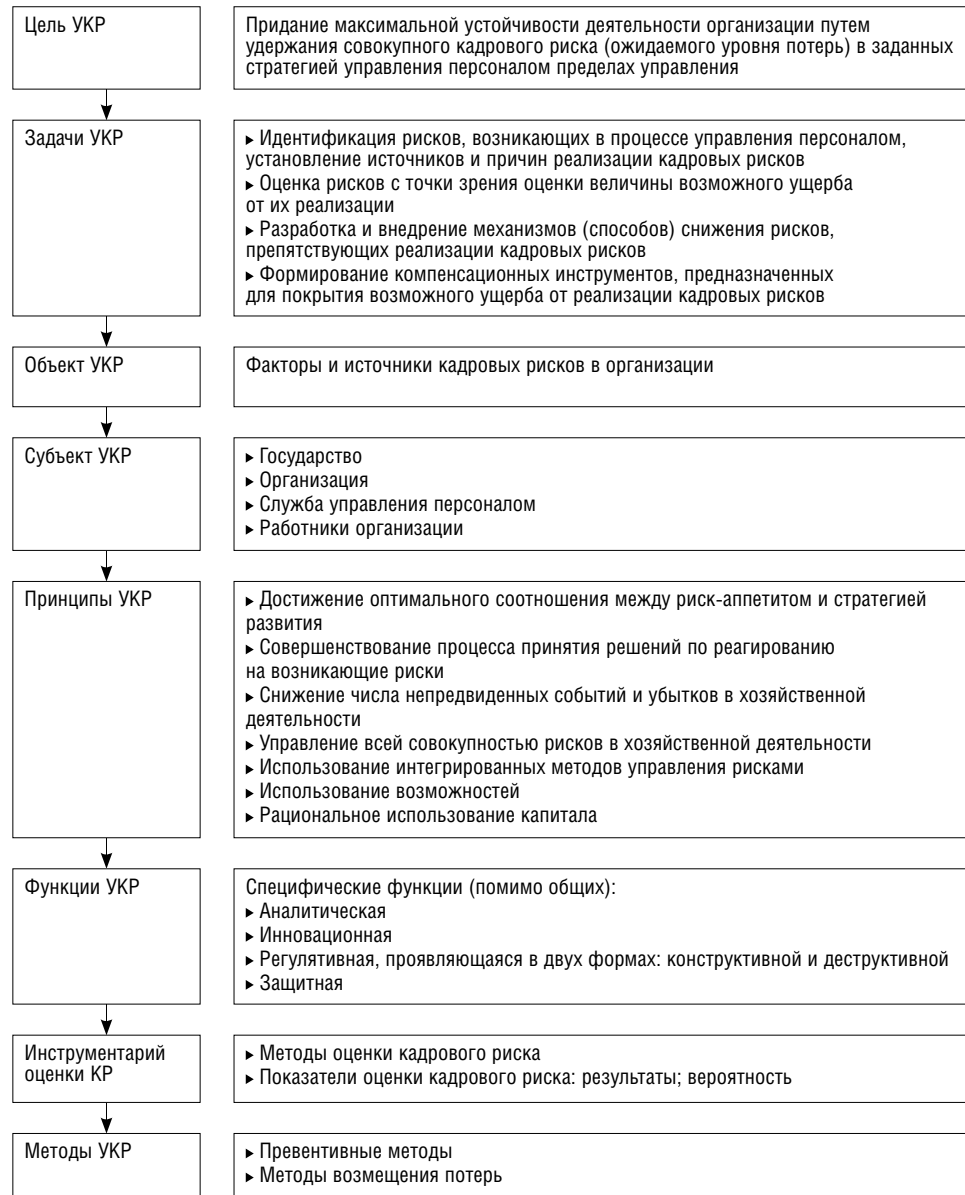 Цель УКР
Придание максимальной устойчивости деятельности организации путем
удержания совокупного кадрового риска (ожидаемого уровня потерь) в заданных
стратегией управления персоналом пределах управления
Задачи УКР
▸ Идентификация рисков, возникающих в процессе управления персоналом,
установление источников и причин реализации кадровых рисков
▸ Оценка рисков с точки зрения оценки величины возможного ущерба
от их реализации
▸ Разработка и внедрение механизмов (способов) снижения рисков,
препятствующих реализации кадровых рисков
▸ Формирование компенсационных инструментов, предназначенных
для покрытия возможного ущерба от реализации кадровых рисков
Объект УКР
Факторы и источники кадровых рисков в организации
Субъект УКР
▸ Государство
▸ Организация
▸ Служба управления персоналом
▸ Работники организации
Принципы УКР
▸ Достижение оптимального соотношения между риск-аппетитом и стратегией
развития
▸ Совершенствование процесса принятия решений по реагированию
на возникающие риски
▸ Снижение числа непредвиденных событий и убытков в хозяйственной
деятельности
▸ Управление всей совокупностью рисков в хозяйственной деятельности
▸ Использование интегрированных методов управления рисками
▸ Использование возможностей
▸ Рациональное использование капитала
Функции УКР
Специфические функции (помимо общих):
▸ Аналитическая
▸ Инновационная
▸ Регулятивная, проявляющаяся в двух формах: конструктивной и деструктивной
▸ Защитная
Инструментарий
оценки КР
▸ Методы оценки кадрового риска
▸ Показатели оценки кадрового риска: результаты; вероятность
Методы УКР
▸ Превентивные методы
▸ Методы возмещения потерь